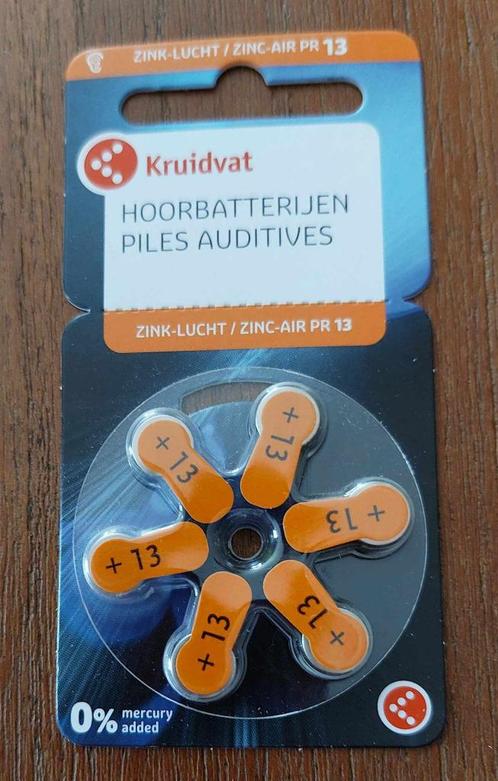 ZINK-LUCHT / ZINC-AIR PR 13
Kruidvat
HOORBATTERIJEN
PILES AUDITIVES
ZINK-LUCHT / ZINC-AIR PR 13
+ 13
+ 13
+ 13
+ 13
+ 13
+ 13
0% mercury
added